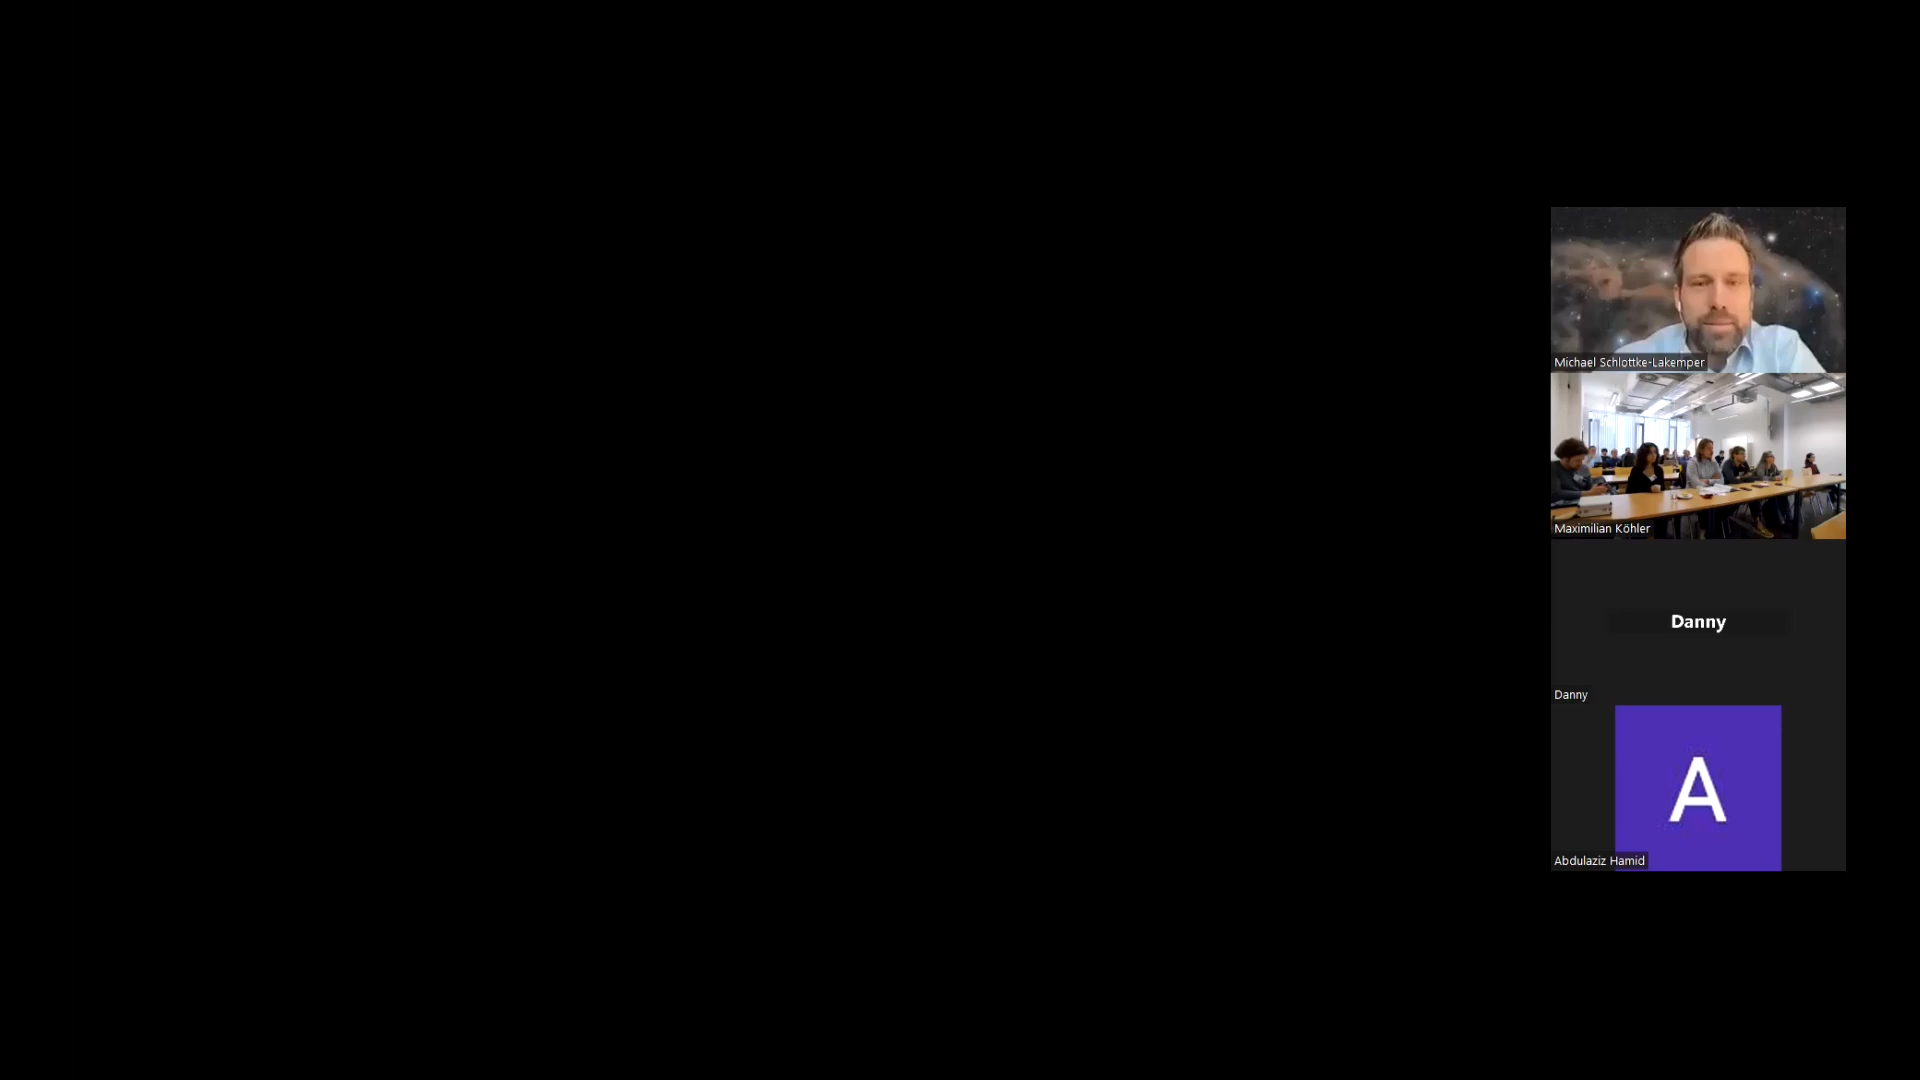 Michael Schlottke-Lakemper
Maximilian Köhler
Danny
Danny
A
Abdulaziz Hamid